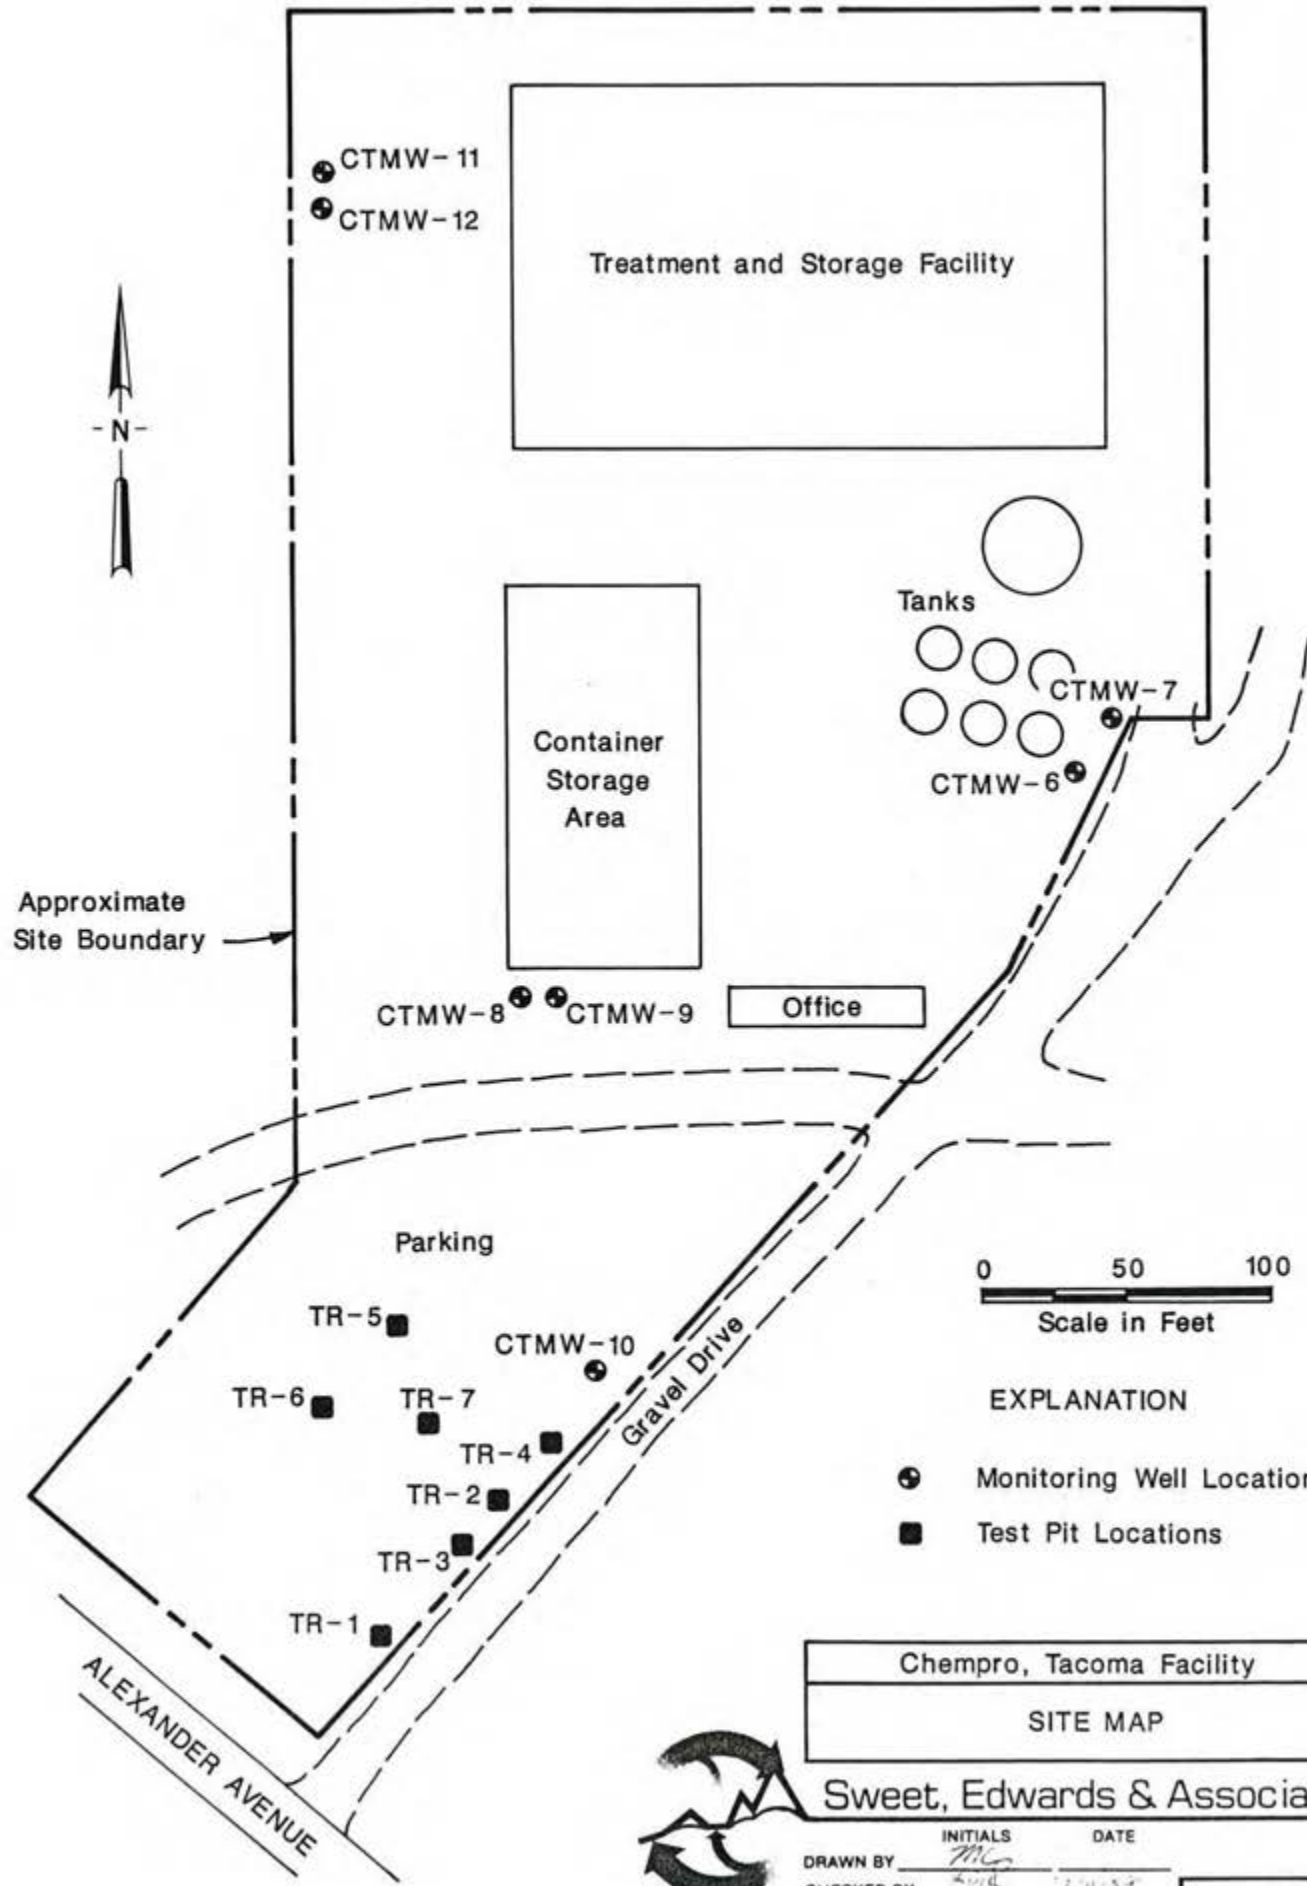 CTMW-11
CTMW-12
Treatment and Storage Facility
-N-
Tanks
CTMW-7
CTMW-6
Container
Storage
Area
Approximate
Site Boundary
CTMW-8
CTMW-9
Office
Parking
TR-5
CTMW-10
TR-6
TR-7
TR-4
TR-2
TR-3
TR-1
Gravel Drive
ALEXANDER AVENUE
0 50 100
Scale in Feet
EXPLANATION
Monitoring Well Location
Test Pit Locations
Chempro, Tacoma Facility
SITE MAP
Sweet, Edwards & Associa
INITIALS DATE
DRAWN BY